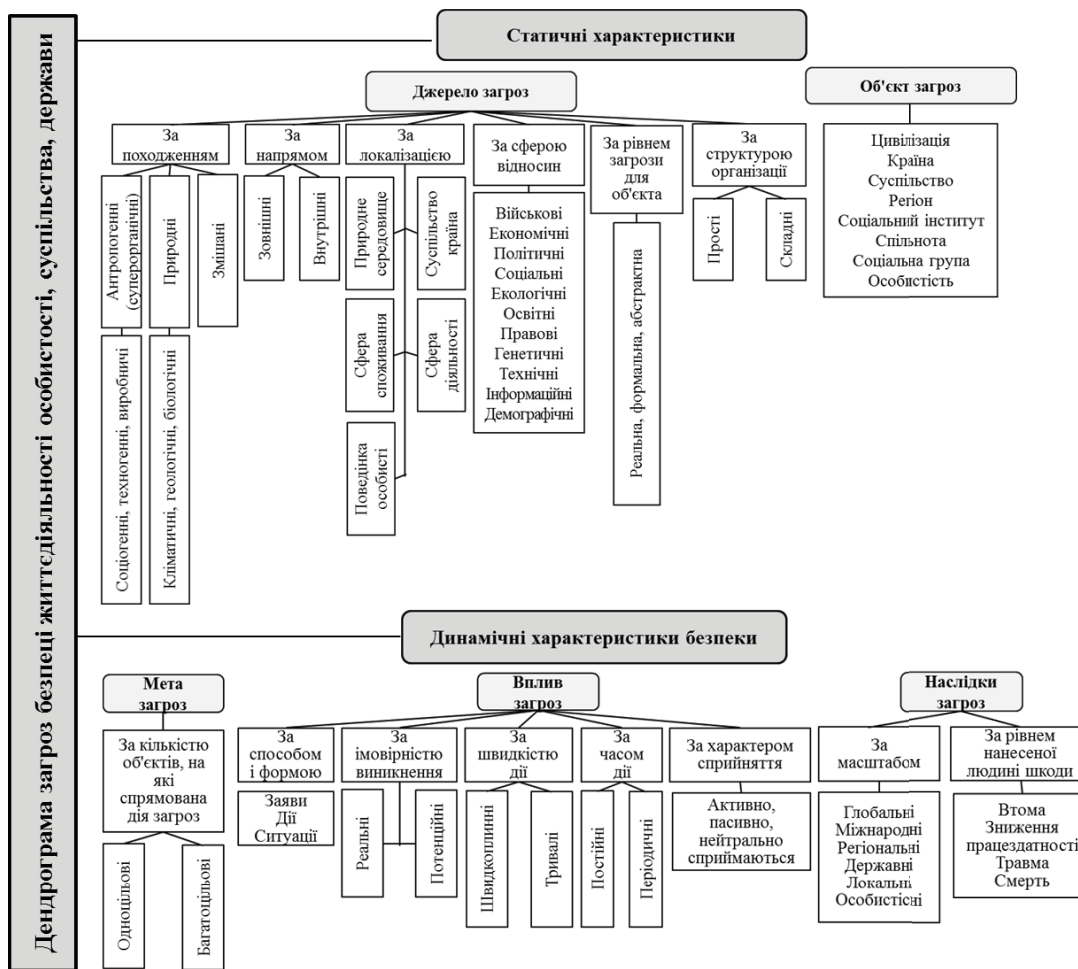 Дендрограма загроз безпеці життєдіяльності особистості, суспільства, держави
Статичні характеристики
Джерело загроз
Об'єкт загроз
За
походженням
За
напрямом
За
локалізацією
За сферою
відносин
За рівнем
загрози
для
об'єкта
За
структурою
організації
Цивілізація
Країна
Суспільство
Регіон
Соціальний інститут
Спільнота
Соціальна група
Особистість
Антропогенні
(суперорганічні)
Природні
Змішані
Зовнішні
Внутрішні
Природне
середовище
Суспільство
країна
Військові
Економічні
Політичні
Соціальні
Екологічні
Освітні
Правові
Генетичні
Технічні
Інформаційні
Демографічні
Прості
Складні
Соціогенні, техногенні, виробничі
Кліматичні, геологічні, біологічні
Сфера
споживання
Сфера
діяльності
Реальна, формальна, абстрактна
Поведінка
особисті
Динамічні характеристики безпеки
Мета
загроз
Вплив
загроз
Наслідки
загроз
За кількістю
об'єктів, на
які
спрямована
дія загроз
За
способом
і формою
За
імовірністю
виникнення
За
швидкістю
дії
За
часом
дії
За характером
сприйняття
За
масштабом
За рівнем
нанесеної
людині шкоди
Одноцільові
Багатоцільові
Заяви
Дії
Ситуації
Реальні
Потенційні
Швидкоплинні
Тривалі
Постійні
Періодичні
Активно,
пасивно,
нейтрально
сприймаються
Глобальні
Міжнародні
Регіональні
Державні
Локальні
Особистісні
Втома
Зниження
працездатності
Травма
Смерть